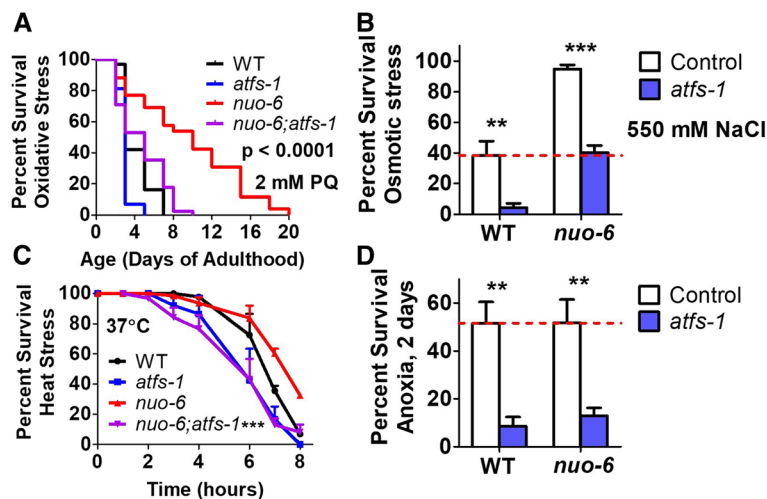 A
Percent Survival
Oxidative Stress
100
80
60
40
20
0
0 4 8 12 16 20
Age (Days of Adulthood)
WT
atfs-1
nuo-6
nuo-6;atfs-1
p < 0.0001
2 mM PQ
B
Percent Survival
Osmotic stress
100
80
60
40
20
0
**
***
WT nuo-6
Control
atfs-1
550 mM NaCl
C
Percent Survival
Heat Stress
100
80
60
40
20
0
0 2 4 6 8
Time (hours)
37°C
WT
atfs-1
nuo-6
nuo-6;atfs-1***
D
Percent Survival
Anoxia, 2 days
60
40
20
0
**
**
WT nuo-6
Control
atfs-1